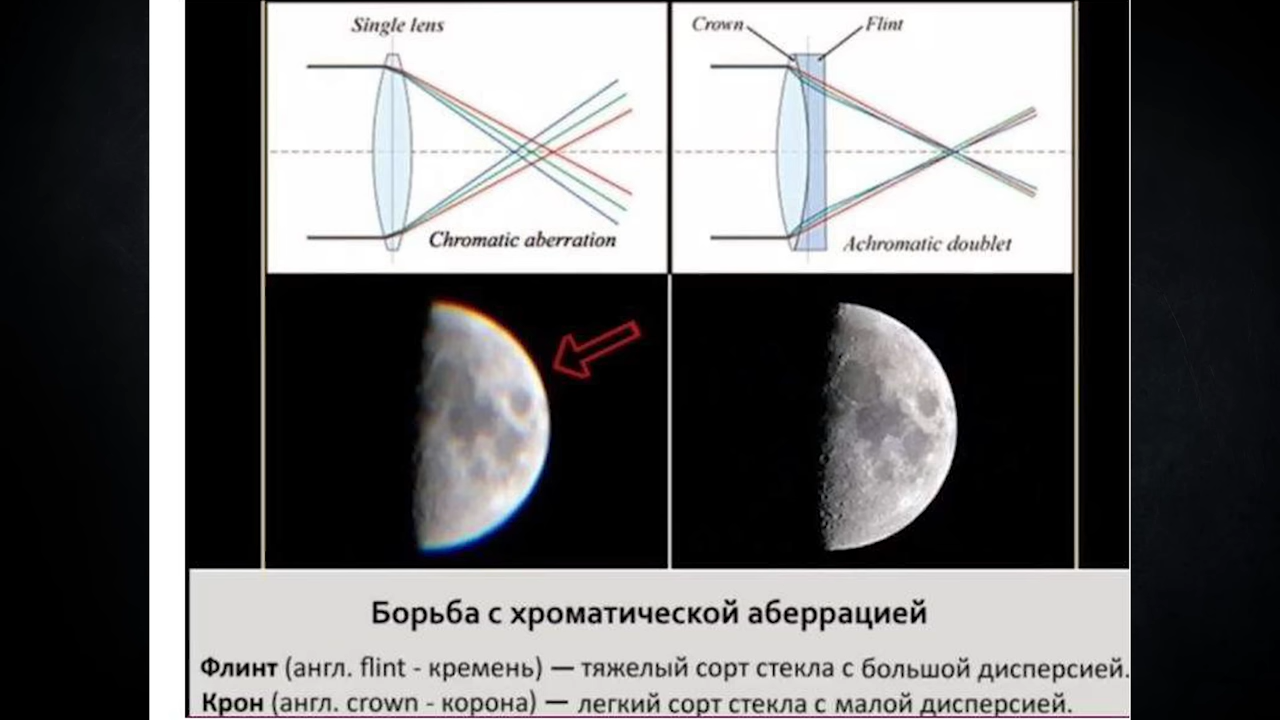 Single lens
Chromatic aberration
Crown
Flint
Achromatic doublet
Борьба с хроматической аберрацией
Флинт (англ. flint - кремень) — тяжелый сорт стекла с большой дисперсией.
Крон (англ. crown - корона) — легкий сорт стекла с малой дисперсией.